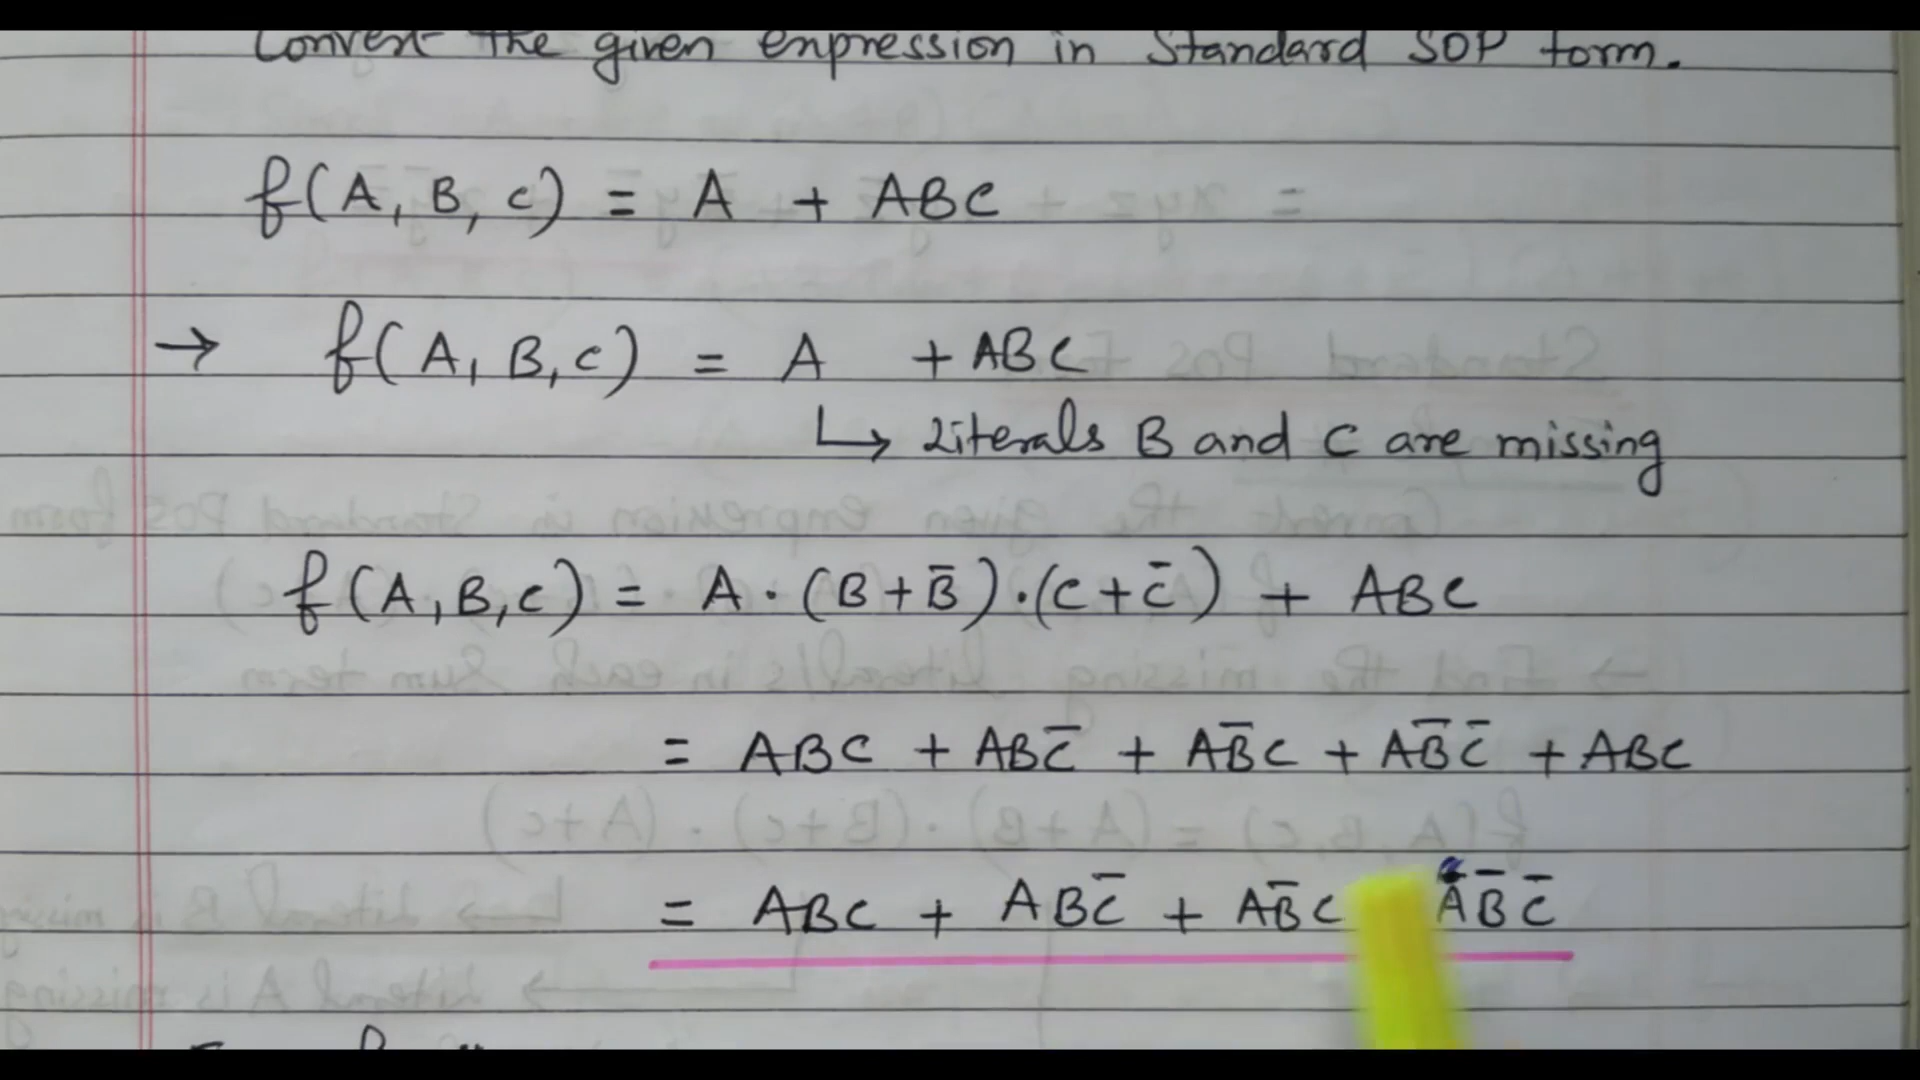 Convert the given enpression in Standard SOP form.
f(A, B, C) = A + ABC
→ f(A, B, C) = A + ABC
↳ Literals B and C are missing
f(A, B, C) = A · (B + B̄) · (C + C̄) + ABC
= ABC + ABC̄ + AB̄C + AB̄C̄ + ABC
= ABC + ABC̄ + AB̄C AB̄C̄